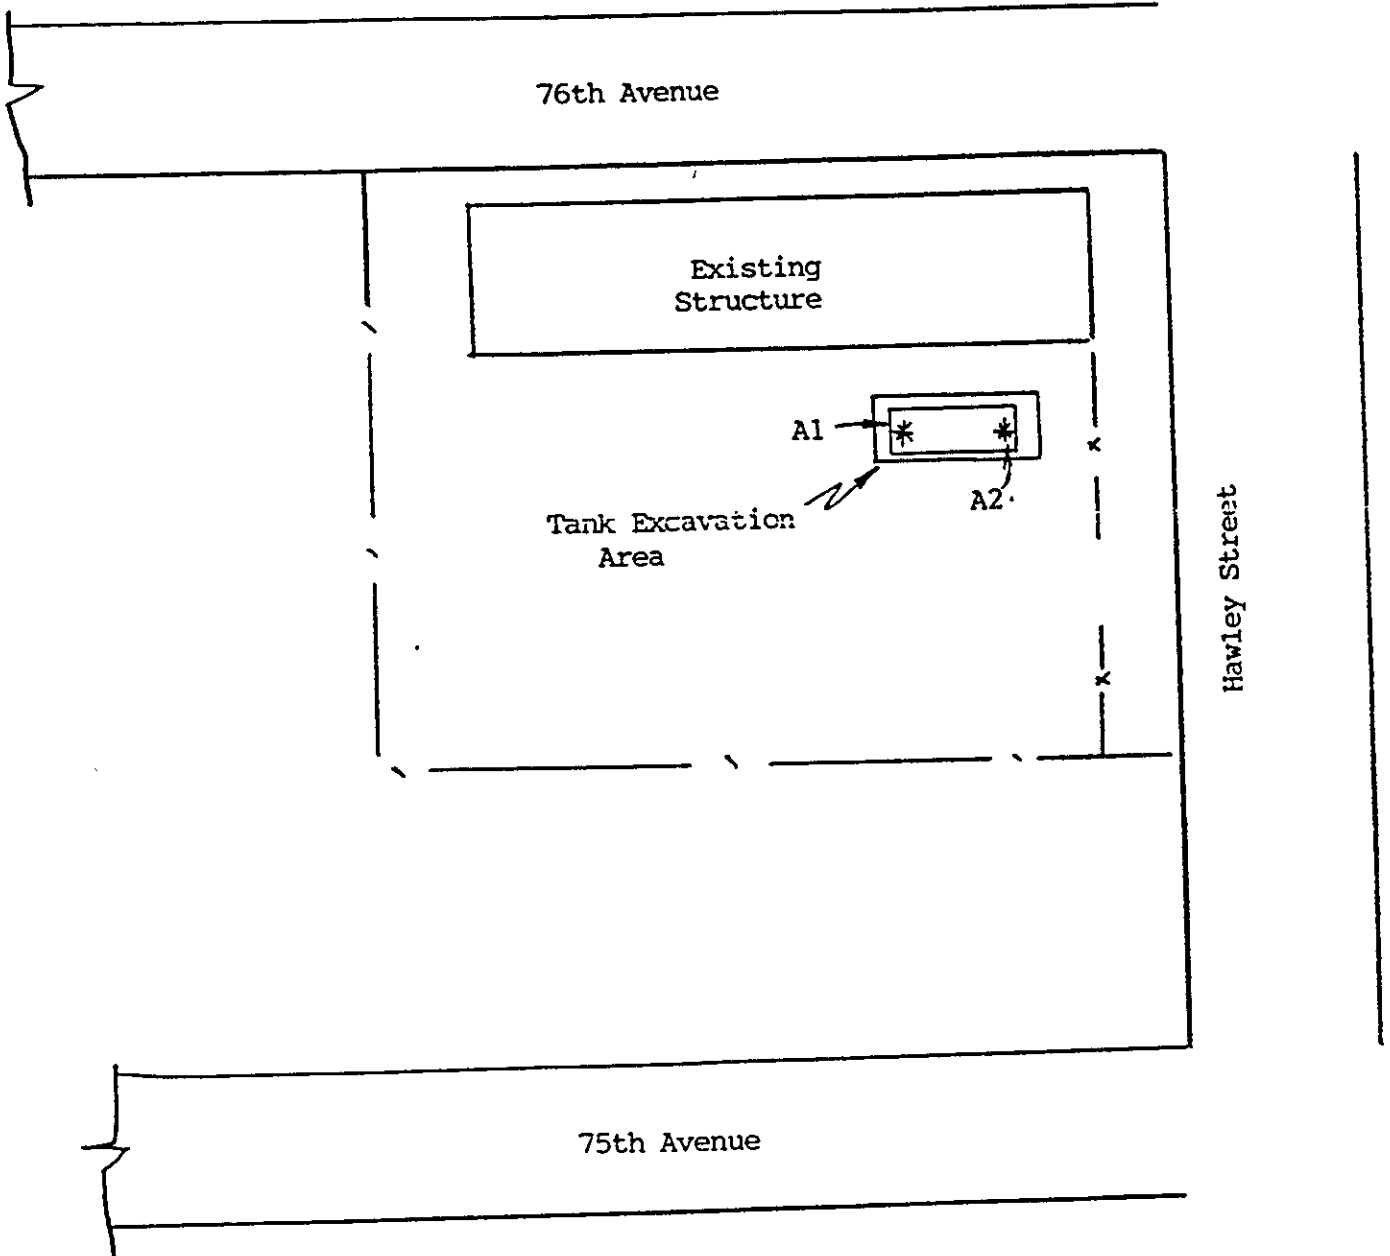 76th Avenue
Existing
Structure
A1
A2
Tank Excavation
Area
Hawley Street
75th Avenue